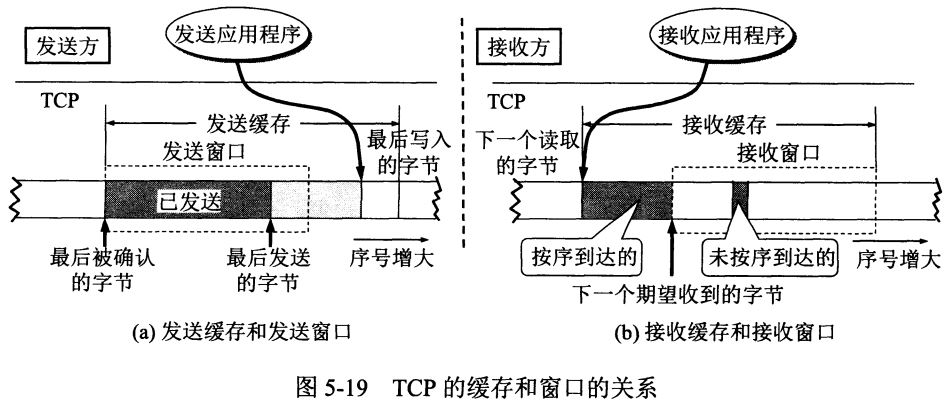 发送方
发送应用程序
TCP
发送缓存
最后写入
的字节
发送窗口
已发送
最后被确认
的字节
最后发送
的字节
序号增大
(a) 发送缓存和发送窗口
接收方
接收应用程序
TCP
接收缓存
下一个读取
的字节
接收窗口
按序到达的
未按序到达的
序号增大
下一个期望收到的字节
(b) 接收缓存和接收窗口
图 5-19 TCP 的缓存和窗口的关系